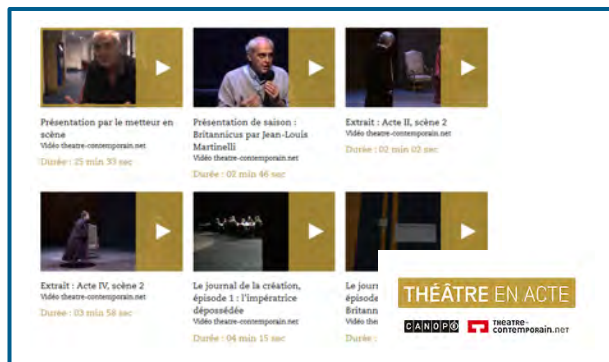 Présentation par le metteur en
scène
Vidéo theatre-contemporain.net
Durée : 25 min 33 sec
Présentation de saison :
Britannicus par Jean-Louis
Martinelli
Vidéo theatre-contemporain.net
Durée : 02 min 46 sec
Extrait : Acte II, scène 2
Vidéo theatre-contemporain.net
Durée : 02 min 02 sec
Extrait : Acte IV, scène 2
Vidéo theatre-contemporain.net
Durée : 03 min 58 sec
Le journal de la création,
épisode 1 : l'impératrice
dépossédée
Vidéo theatre-contemporain.net
Durée : 04 min 15 sec
Le
épisode
Vidéo
Durée :
THÉÂTRE EN ACTE
CANOPÉ
THEATRE-
CONTEMPORAIN.NET